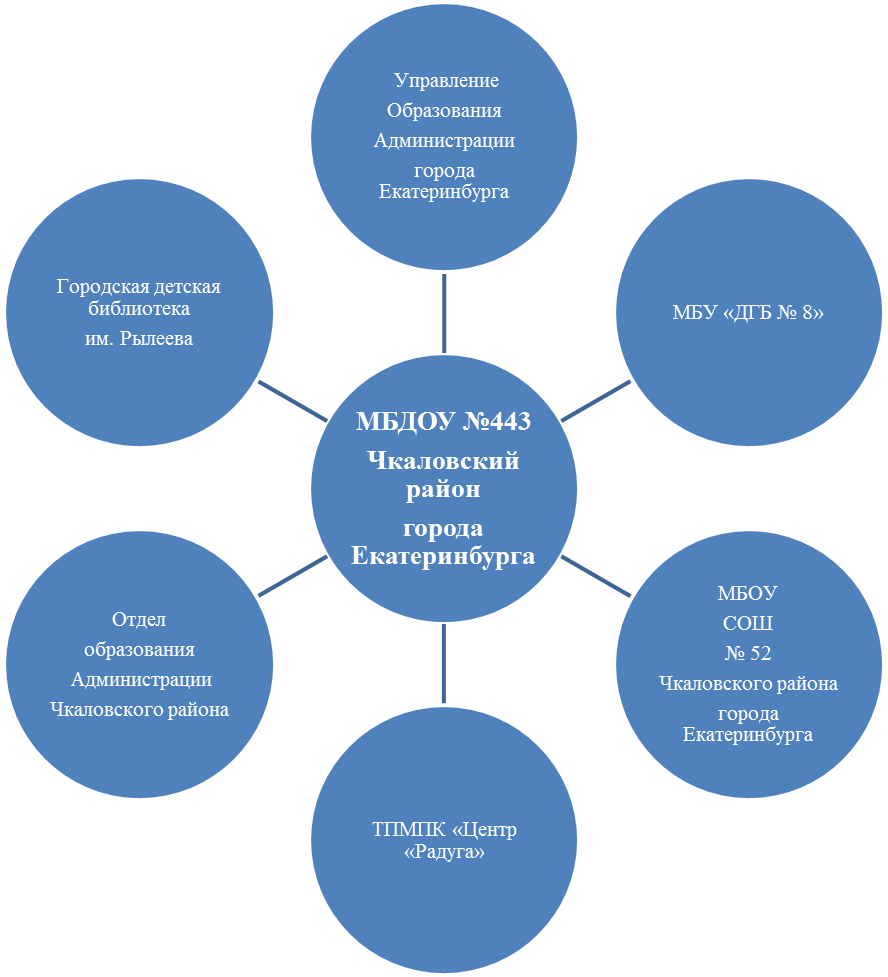 Управление
Образования
Администрации
города
Екатеринбурга
Городская детская
библиотека
им. Рылеева
МБУ «ДГБ № 8»
МБДОУ №443
Чкаловский
район
города
Екатеринбурга
Отдел
образования
Администрации
Чкаловского района
МБОУ
СОШ
№ 52
Чкаловского района
города
Екатеринбурга
ТПМПК «Центр
«Радуга»